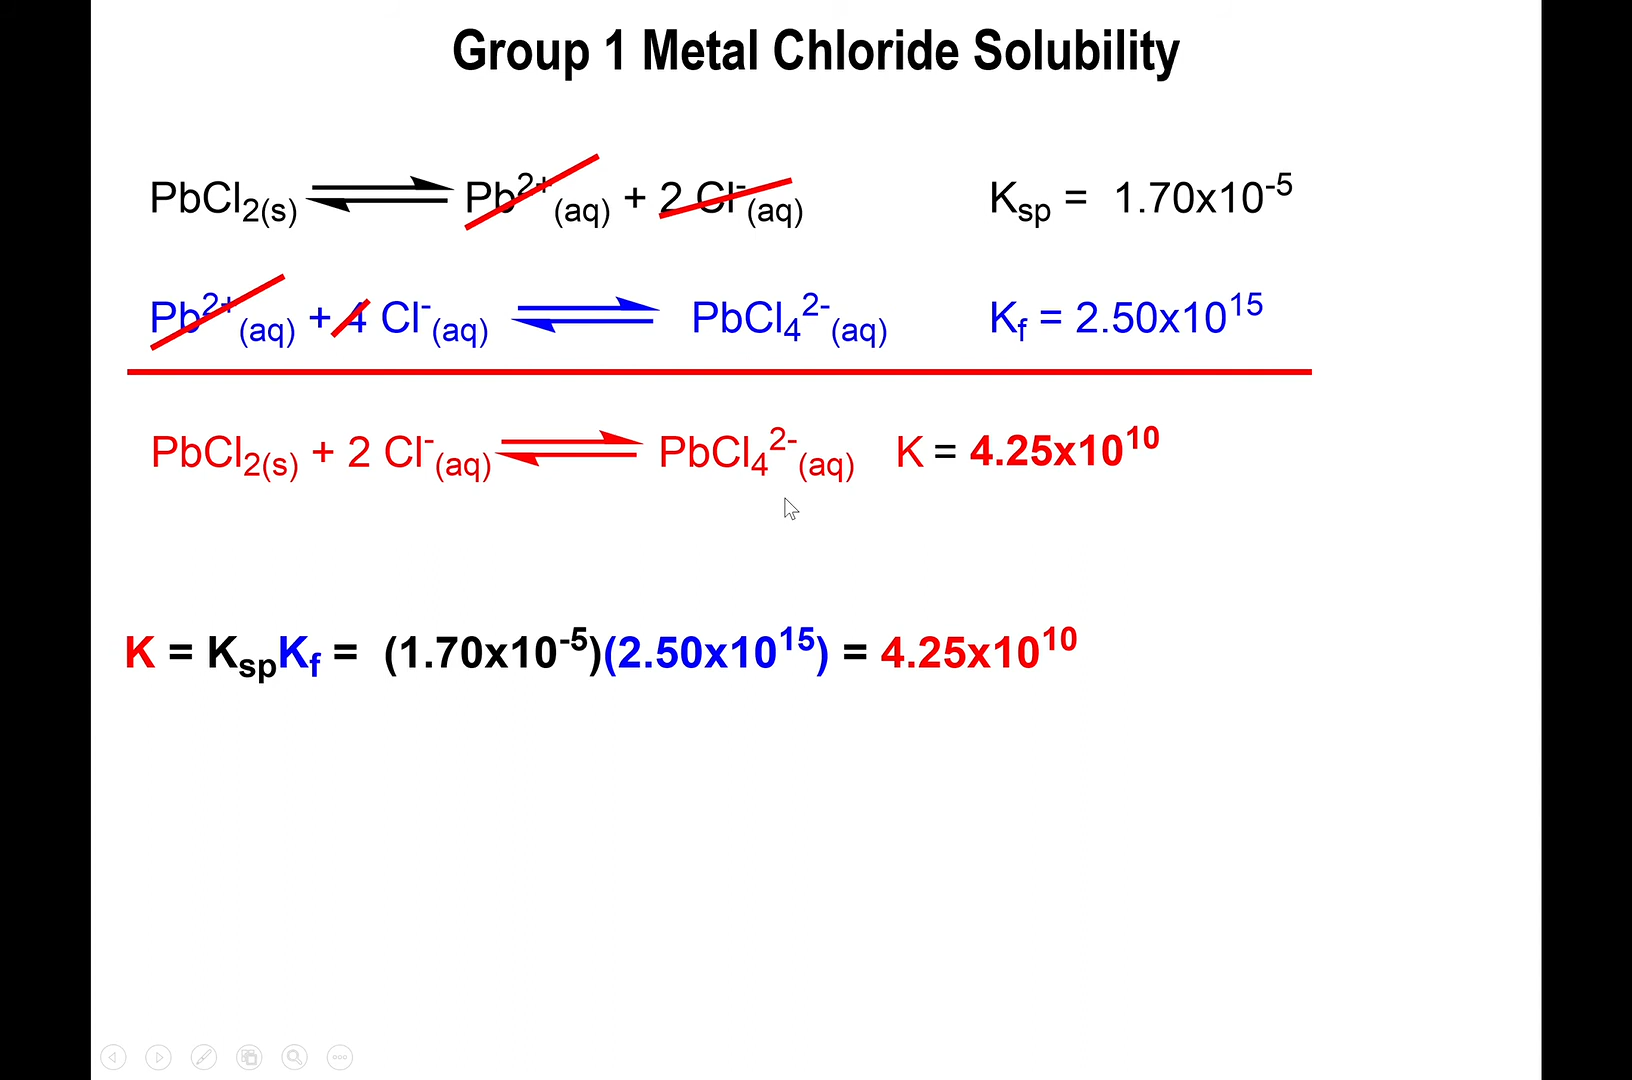 Group 1 Metal Chloride Solubility
PbCl₂(s) ⇌ Pb²⁺(aq) + 2 Cl⁻(aq) Ksp = 1.70x10⁻⁵
Pb²⁺(aq) + 4 Cl⁻(aq) ⇌ PbCl₄²⁻(aq) Kf = 2.50x10¹⁵
PbCl₂(s) + 2 Cl⁻(aq) ⇌ PbCl₄²⁻(aq) K = 4.25x10¹⁰
K = KspKf = (1.70x10⁻⁵)(2.50x10¹⁵) = 4.25x10¹⁰